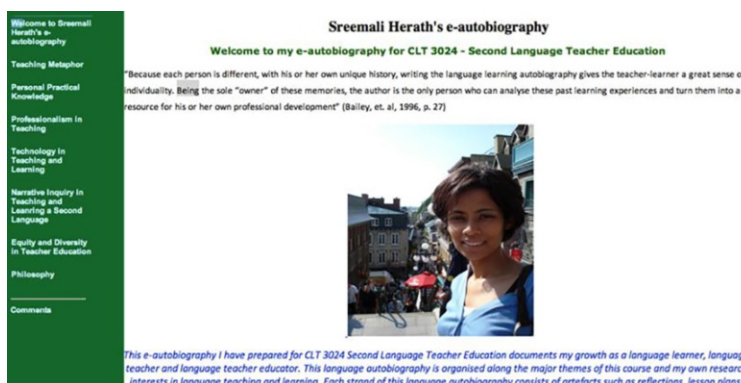 Welcome to Sreemali
Herath's e-
autobiography
Teaching Metaphor
Personal Practical
Knowledge
Professionalism in
Teaching
Technology in
Teaching and
Learning
Narrative Inquiry in
Teaching and
Leanring a Second
Language
Equity and Diversity
in Teacher Education
Philosophy
Comments
Sreemali Herath's e-autobiography
Welcome to my e-autobiography for CLT 3024 - Second Language Teacher Education
"Because each person is different, with his or her own unique history, writing the language learning autobiography gives the teacher-learner a great sense o
individuality. Being the sole "owner" of these memories, the author is the only person who can analyse these past learning experiences and turn them into a
resource for his or her own professional development" (Bailey, et. al, 1996, p. 27)
This e-autobiography I have prepared for CLT 3024 Second Language Teacher Education documents my growth as a language learner, languag
teacher and language teacher educator. This language autobiography is organised along the major themes of this course and my own researc
interests in language teaching and learning. Each strand of this language autobiography consists of artefacts such as reflections, lesson plans